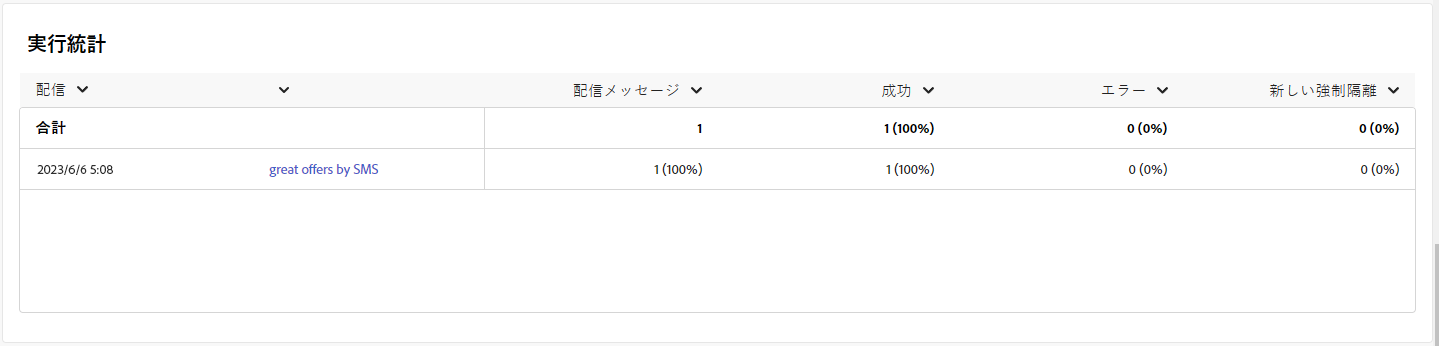 実行統計
配信 配信メッセージ 成功 エラー 新しい強制隔離
合計 1 1 (100%) 0 (0%) 0 (0%)
2023/6/6 5:08 great offers by SMS 1 (100%) 1 (100%) 0 (0%) 0 (0%)